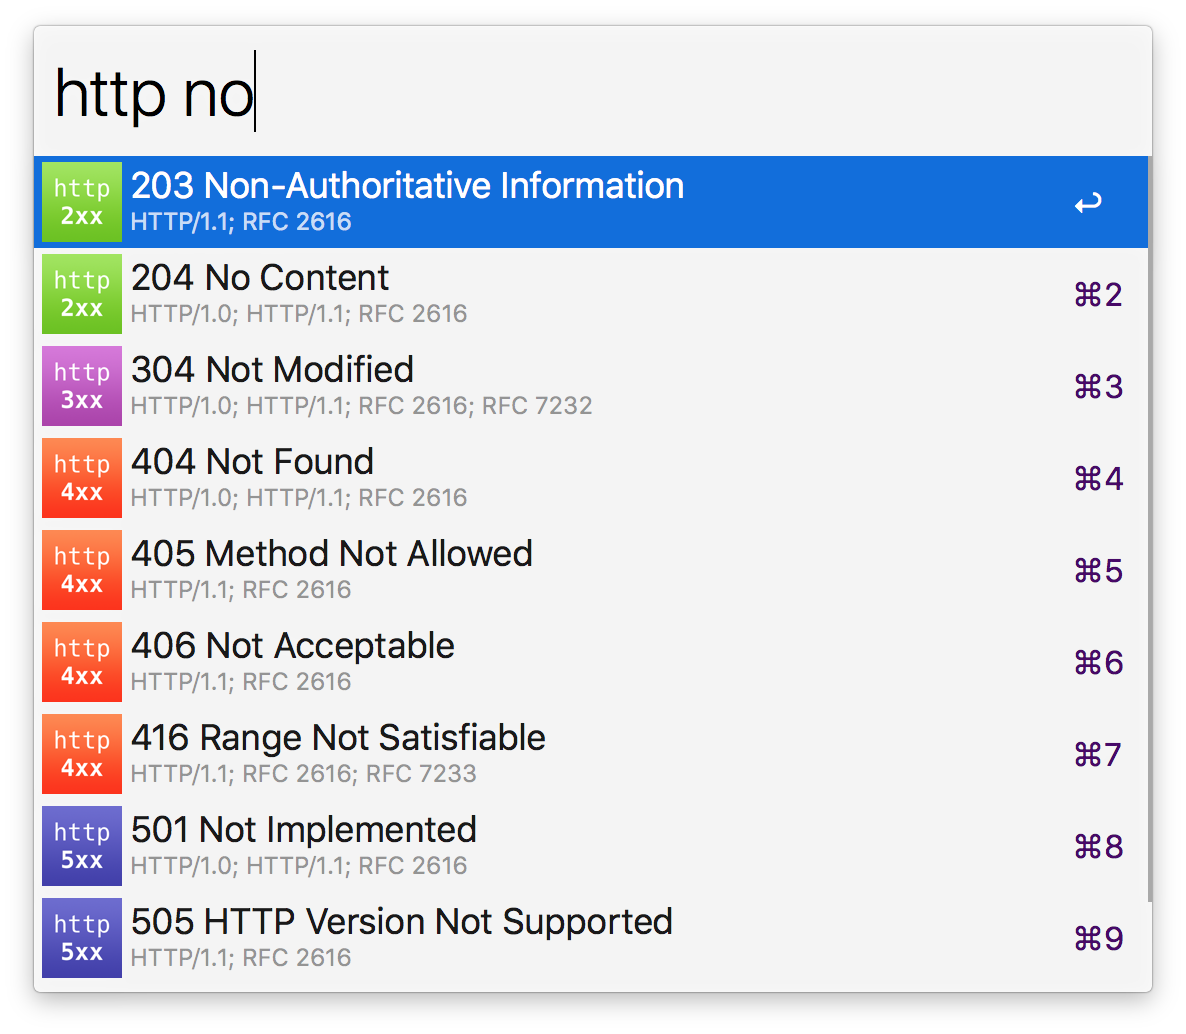 http no
http
2xx
203 Non-Authoritative Information
HTTP/1.1; RFC 2616
↩
http
2xx
204 No Content
HTTP/1.0; HTTP/1.1; RFC 2616
⌘2
http
3xx
304 Not Modified
HTTP/1.0; HTTP/1.1; RFC 2616; RFC 7232
⌘3
http
4xx
404 Not Found
HTTP/1.0; HTTP/1.1; RFC 2616
⌘4
http
4xx
405 Method Not Allowed
HTTP/1.1; RFC 2616
⌘5
http
4xx
406 Not Acceptable
HTTP/1.1; RFC 2616
⌘6
http
4xx
416 Range Not Satisfiable
HTTP/1.1; RFC 2616; RFC 7233
⌘7
http
5xx
501 Not Implemented
HTTP/1.0; HTTP/1.1; RFC 2616
⌘8
http
5xx
505 HTTP Version Not Supported
HTTP/1.1; RFC 2616
⌘9